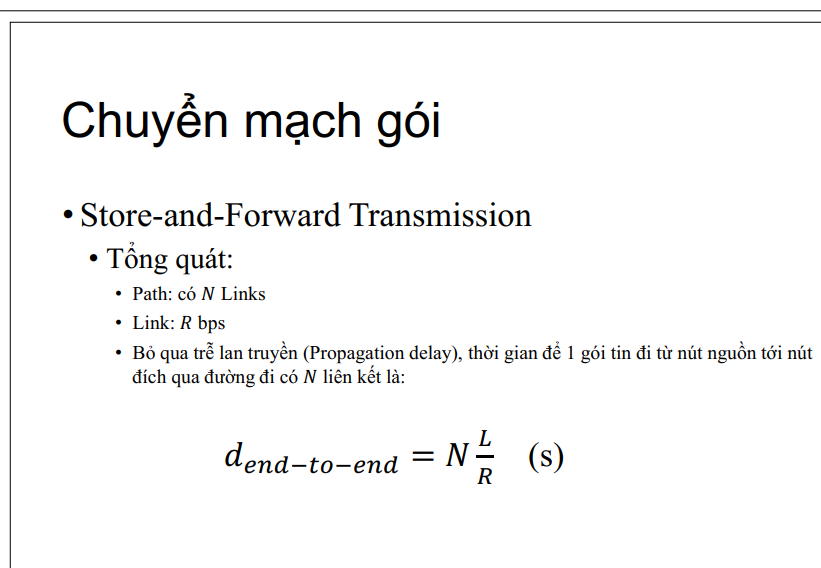 Chuyển mạch gói
• Store-and-Forward Transmission
• Tổng quát:
• Path: có N Links
• Link: R bps
• Bỏ qua trễ lan truyền (Propagation delay), thời gian để 1 gói tin đi từ nút nguồn tới nút
đích qua đường đi có N liên kết là:
d_{end−to−end} = N \frac{L}{R} (s)